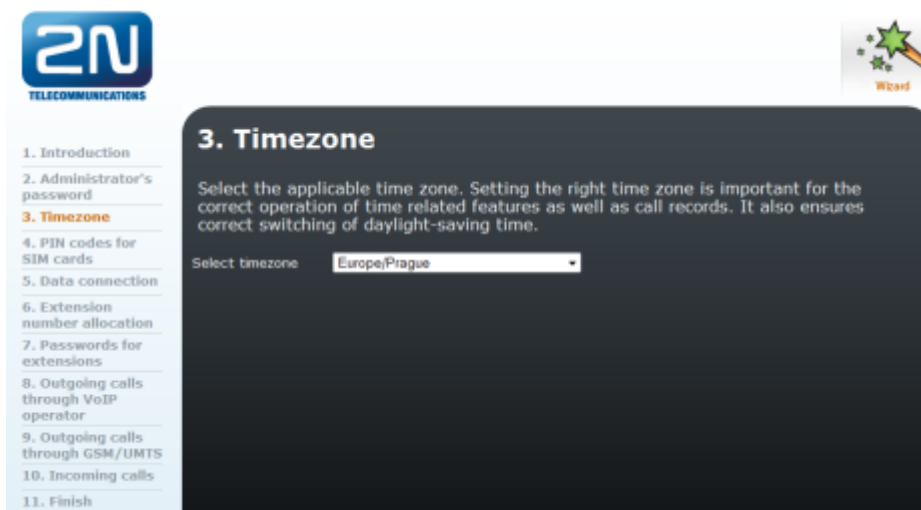 2N
TELECOMMUNICATIONS
Wizard
1. Introduction
2. Administrator's
password
3. Timezone
4. PIN codes for
SIM cards
5. Data connection
6. Extension
number allocation
7. Passwords for
extensions
8. Outgoing calls
through VoIP
operator
9. Outgoing calls
through GSM/UMTS
10. Incoming calls
11. Finish
3. Timezone
Select the applicable time zone. Setting the right time zone is important for the
correct operation of time related features as well as call records. It also ensures
correct switching of daylight-saving time.
Select timezone Europe/Prague